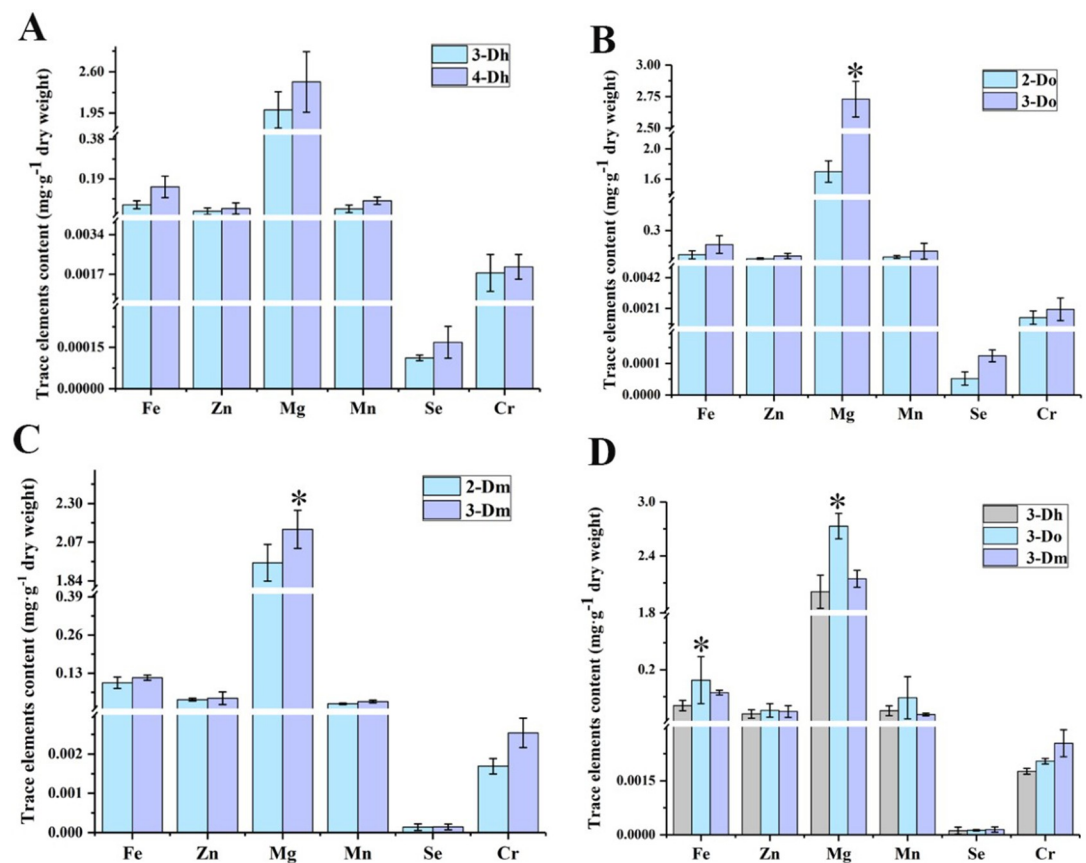 A
Trace elements content (mg·g⁻¹ dry weight)
3-Dh
4-Dh
2.60
1.95
0.38
0.19
0.0034
0.0017
0.00015
0.00000
Fe Zn Mg Mn Se Cr
B
Trace elements content (mg·g⁻¹ dry weight)
2-Do
3-Do
*
3.00
2.75
2.50
2.0
1.6
0.3
0.0042
0.0021
0.0001
0.0000
Fe Zn Mg Mn Se Cr
C
Trace elements content (mg·g⁻¹ dry weight)
2-Dm
3-Dm
*
2.30
2.07
1.84
0.39
0.26
0.13
0.002
0.001
0.000
Fe Zn Mg Mn Se Cr
D
Trace elements content (mg·g⁻¹ dry weight)
3-Dh
3-Do
3-Dm
*
*
3.0
2.4
1.8
0.2
0.0015
0.0000
Fe Zn Mg Mn Se Cr